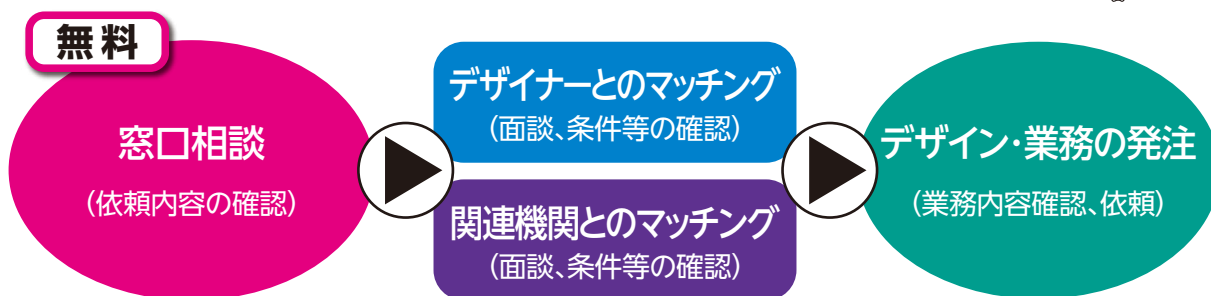 無料
窓口相談
（依頼内容の確認）
デザイナーとのマッチング
（面談、条件等の確認）
関連機関とのマッチング
（面談、条件等の確認）
デザイン・業務の発注
（業務内容確認、依頼）